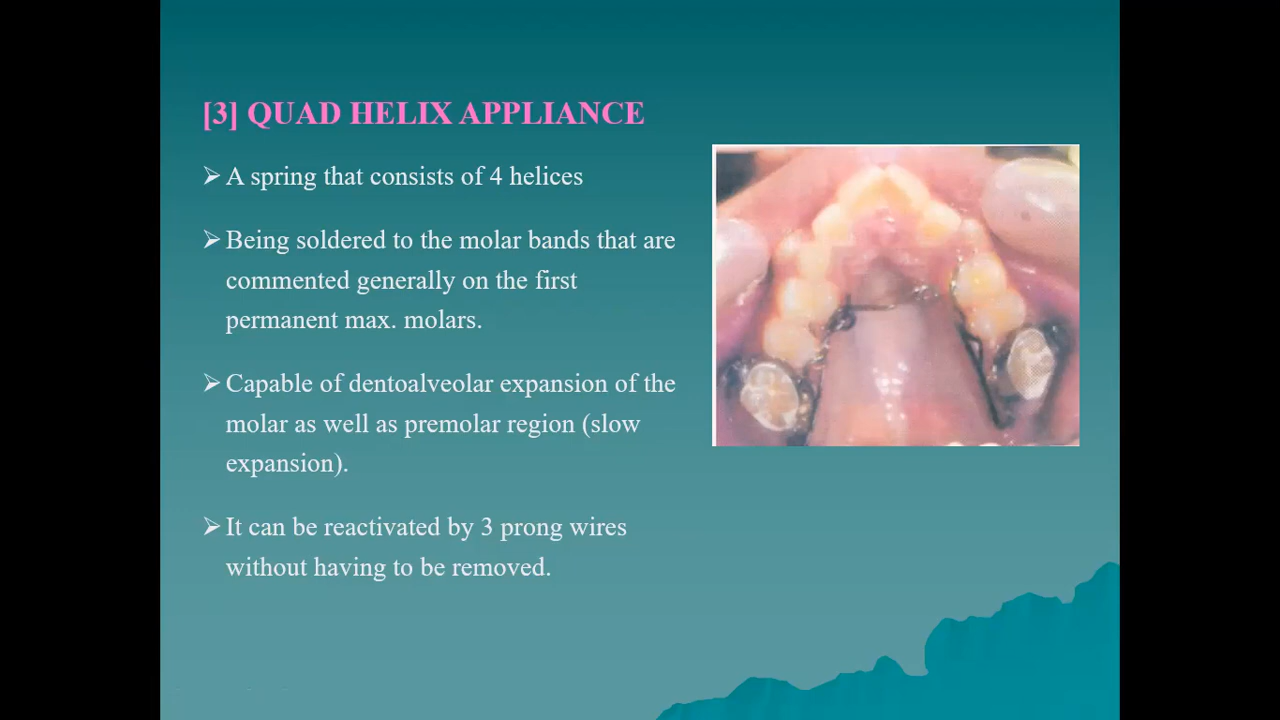 [3] QUAD HELIX APPLIANCE
➢ A spring that consists of 4 helices
➢ Being soldered to the molar bands that are
commented generally on the first
permanent max. molars.
➢ Capable of dentoalveolar expansion of the
molar as well as premolar region (slow
expansion).
➢ It can be reactivated by 3 prong wires
without having to be removed.